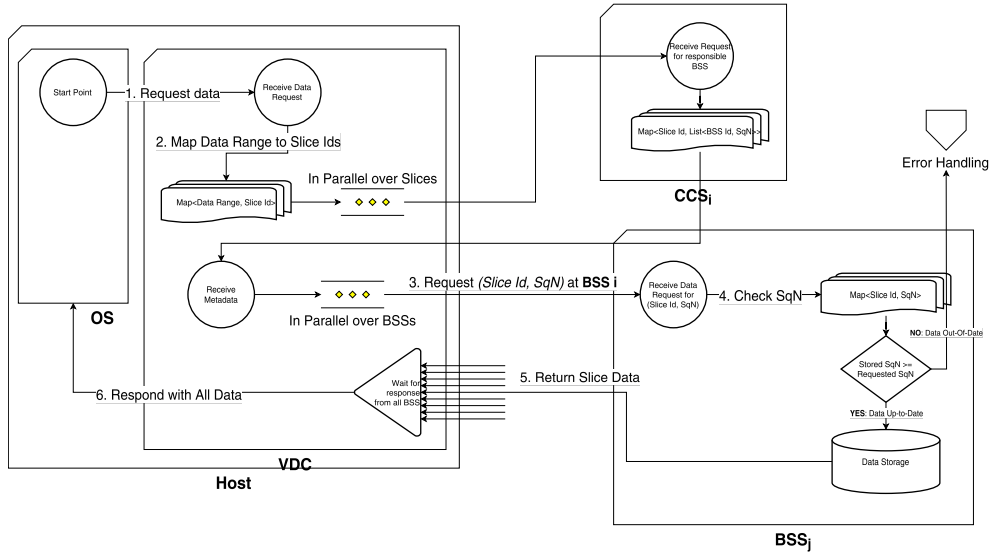 Receive Request
for responsible
BSS
Start Point
1. Request data
Receive Data
Request
Map<Slice Id, List<BSS Id, SqN>>
2. Map Data Range to Slice Ids
Error Handling
In Parallel over Slices
Map<Data Range, Slice Id>
CCSi
Receive
Metadata
3. Request (Slice Id, SqN) at BSS i
In Parallel over BSSs
Receive Data
Request for
(Slice Id, SqN)
4. Check SqN
Map<Slice Id, SqN>
OS
NO: Data Out-Of-Date
Stored SqN >=
Requested SqN
Wait for
response
from all BSS
5. Return Slice Data
6. Respond with All Data
YES: Data Up-to-Date
Data Storage
VDC
Host
BSSj